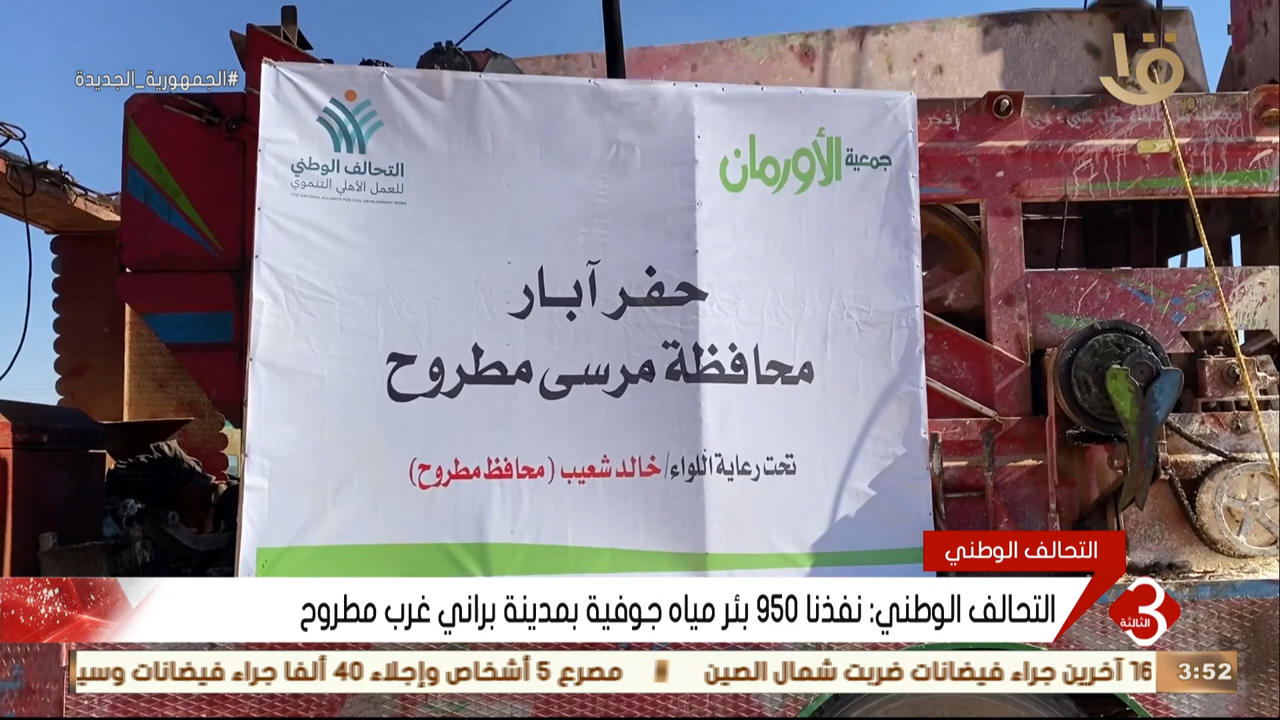 #الجمهورية_الجديدة
التحالف الوطني
للعمل الأهلي التنموي
THE NATIONAL ALLIANCE FOR CIVIL DEVELOPMENT WORK
جمعية الأورمان
حفر آبار
محافظة مرسى مطروح
تحت رعاية اللواء/ خالد شعيب (محافظ مطروح)
التحالف الوطني
التحالف الوطني: نفذنا 950 بئر مياه جوفية بمدينة براني غرب مطروح
3 الثالثة
3:52
16 آخرين جراء فيضانات ضربت شمال الصين
مصرع 5 أشخاص وإجلاء 40 ألفا جراء فيضانات وسيو